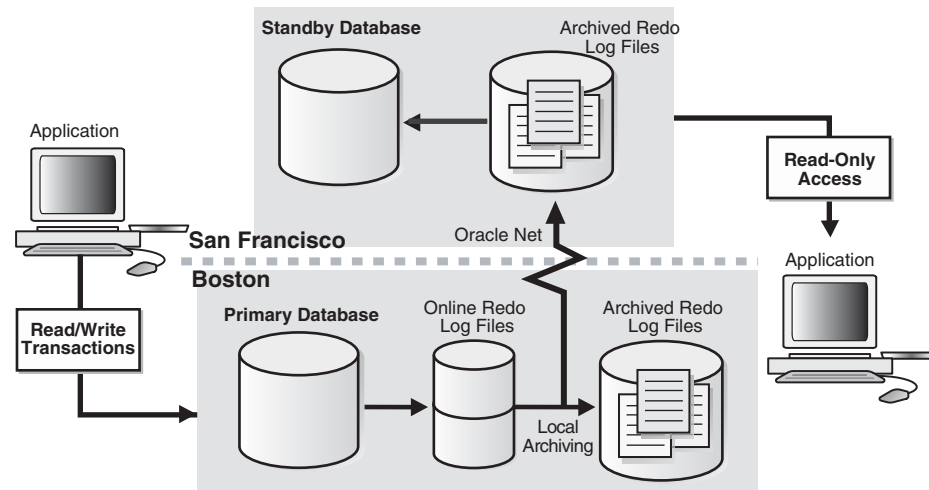 Standby Database
Archived Redo
Log Files
Application
Read-Only
Access
Oracle Net
San Francisco
Application
Boston
Primary Database
Online Redo
Log Files
Archived Redo
Log Files
Read/Write
Transactions
Local
Archiving